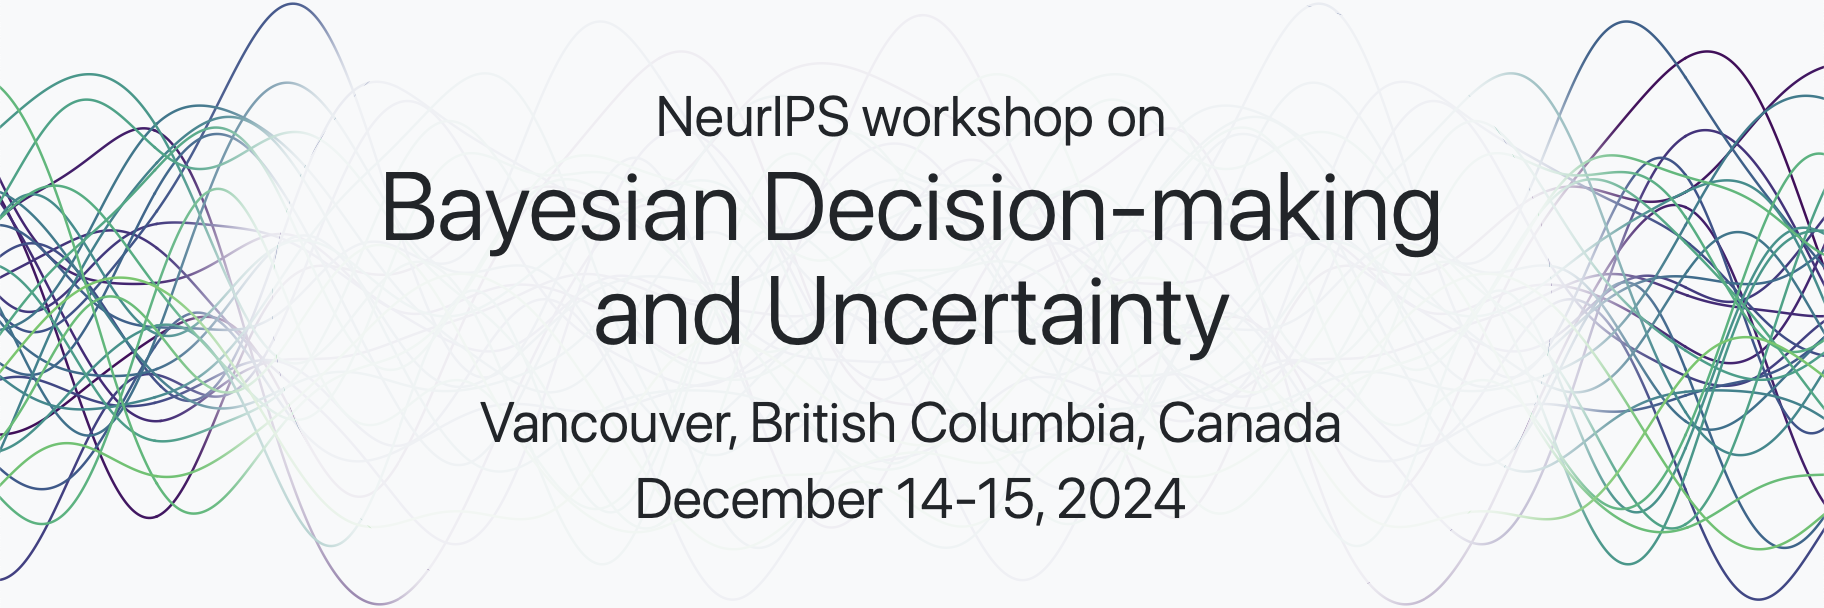 NeurIPS workshop on
Bayesian Decision-making
and Uncertainty
Vancouver, British Columbia, Canada
December 14-15, 2024